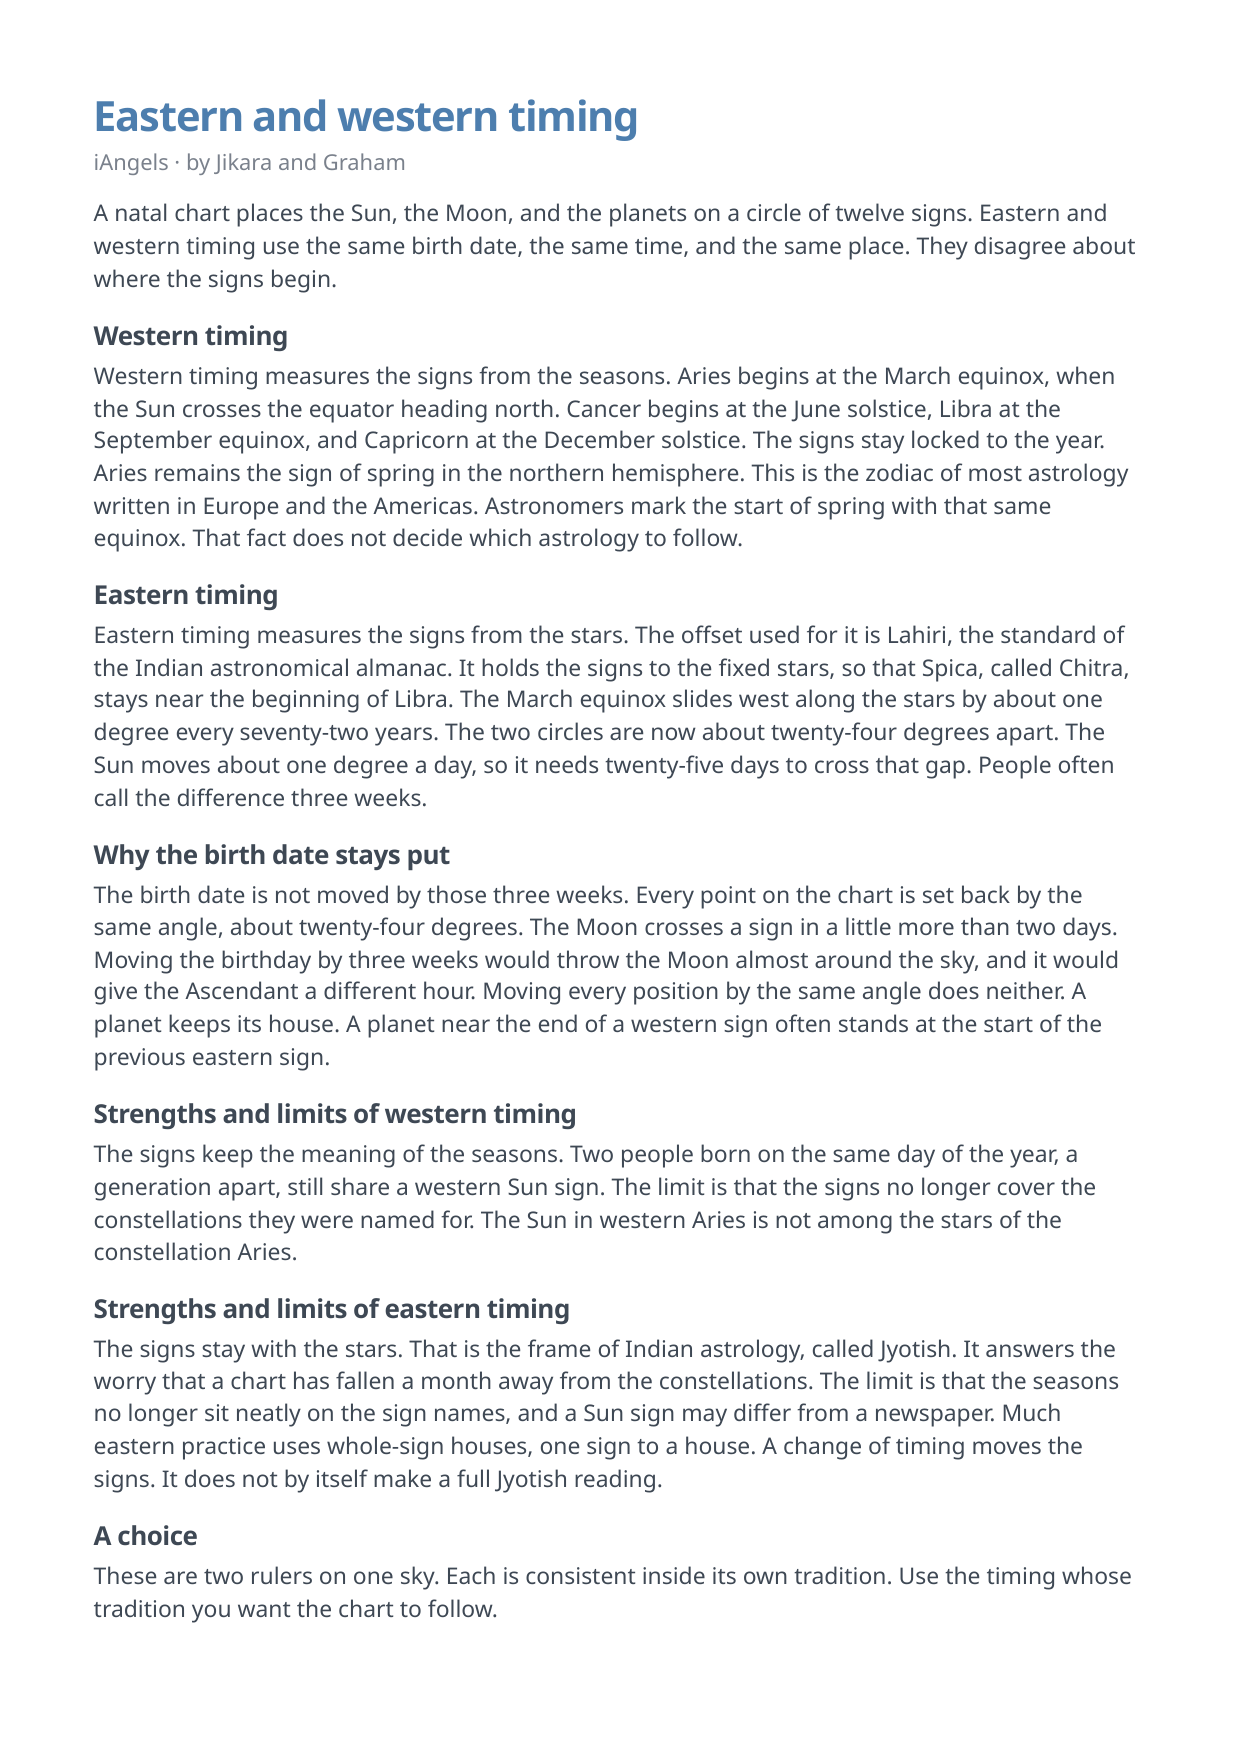 Eastern and western timing
iAngels · by Jikara and Graham
A natal chart places the Sun, the Moon, and the planets on a circle of twelve signs. Eastern and
western timing use the same birth date, the same time, and the same place. They disagree about
where the signs begin.
Western timing
Western timing measures the signs from the seasons. Aries begins at the March equinox, when
the Sun crosses the equator heading north. Cancer begins at the June solstice, Libra at the
September equinox, and Capricorn at the December solstice. The signs stay locked to the year.
Aries remains the sign of spring in the northern hemisphere. This is the zodiac of most astrology
written in Europe and the Americas. Astronomers mark the start of spring with that same
equinox. That fact does not decide which astrology to follow.
Eastern timing
Eastern timing measures the signs from the stars. The offset used for it is Lahiri, the standard of
the Indian astronomical almanac. It holds the signs to the fixed stars, so that Spica, called Chitra,
stays near the beginning of Libra. The March equinox slides west along the stars by about one
degree every seventy-two years. The two circles are now about twenty-four degrees apart. The
Sun moves about one degree a day, so it needs twenty-five days to cross that gap. People often
call the difference three weeks.
Why the birth date stays put
The birth date is not moved by those three weeks. Every point on the chart is set back by the
same angle, about twenty-four degrees. The Moon crosses a sign in a little more than two days.
Moving the birthday by three weeks would throw the Moon almost around the sky, and it would
give the Ascendant a different hour. Moving every position by the same angle does neither. A
planet keeps its house. A planet near the end of a western sign often stands at the start of the
previous eastern sign.
Strengths and limits of western timing
The signs keep the meaning of the seasons. Two people born on the same day of the year, a
generation apart, still share a western Sun sign. The limit is that the signs no longer cover the
constellations they were named for. The Sun in western Aries is not among the stars of the
constellation Aries.
Strengths and limits of eastern timing
The signs stay with the stars. That is the frame of Indian astrology, called Jyotish. It answers the
worry that a chart has fallen a month away from the constellations. The limit is that the seasons
no longer sit neatly on the sign names, and a Sun sign may differ from a newspaper. Much
eastern practice uses whole-sign houses, one sign to a house. A change of timing moves the
signs. It does not by itself make a full Jyotish reading.
A choice
These are two rulers on one sky. Each is consistent inside its own tradition. Use the timing whose
tradition you want the chart to follow.